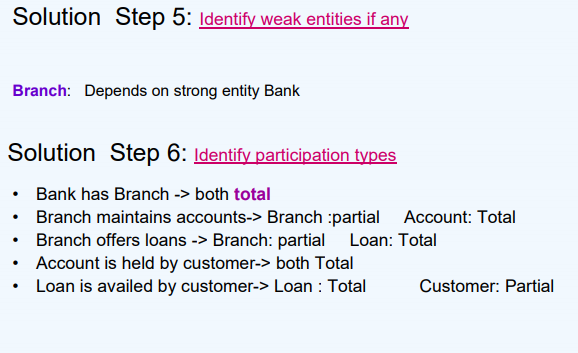 Solution Step 5: Identify weak entities if any
Branch: Depends on strong entity Bank
Solution Step 6: Identify participation types
• Bank has Branch -> both total
• Branch maintains accounts-> Branch :partial Account: Total
• Branch offers loans -> Branch: partial Loan: Total
• Account is held by customer-> both Total
• Loan is availed by customer-> Loan : Total Customer: Partial